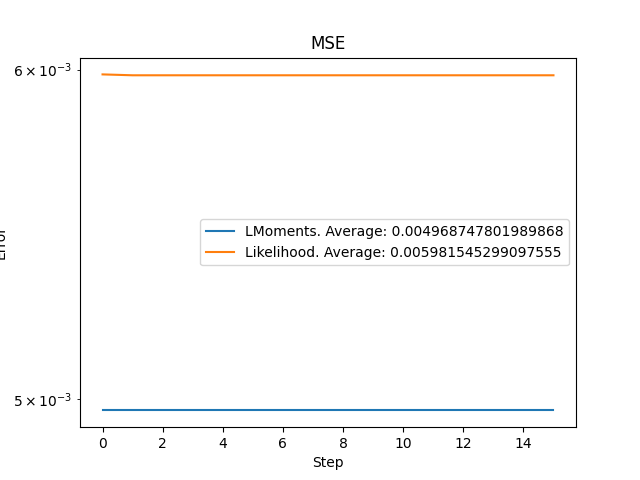 MSE
6 × 10⁻³
Error
LMoments. Average: 0.004968747801989868
Likelihood. Average: 0.005981545299097555
5 × 10⁻³
0 2 4 6 8 10 12 14
Step